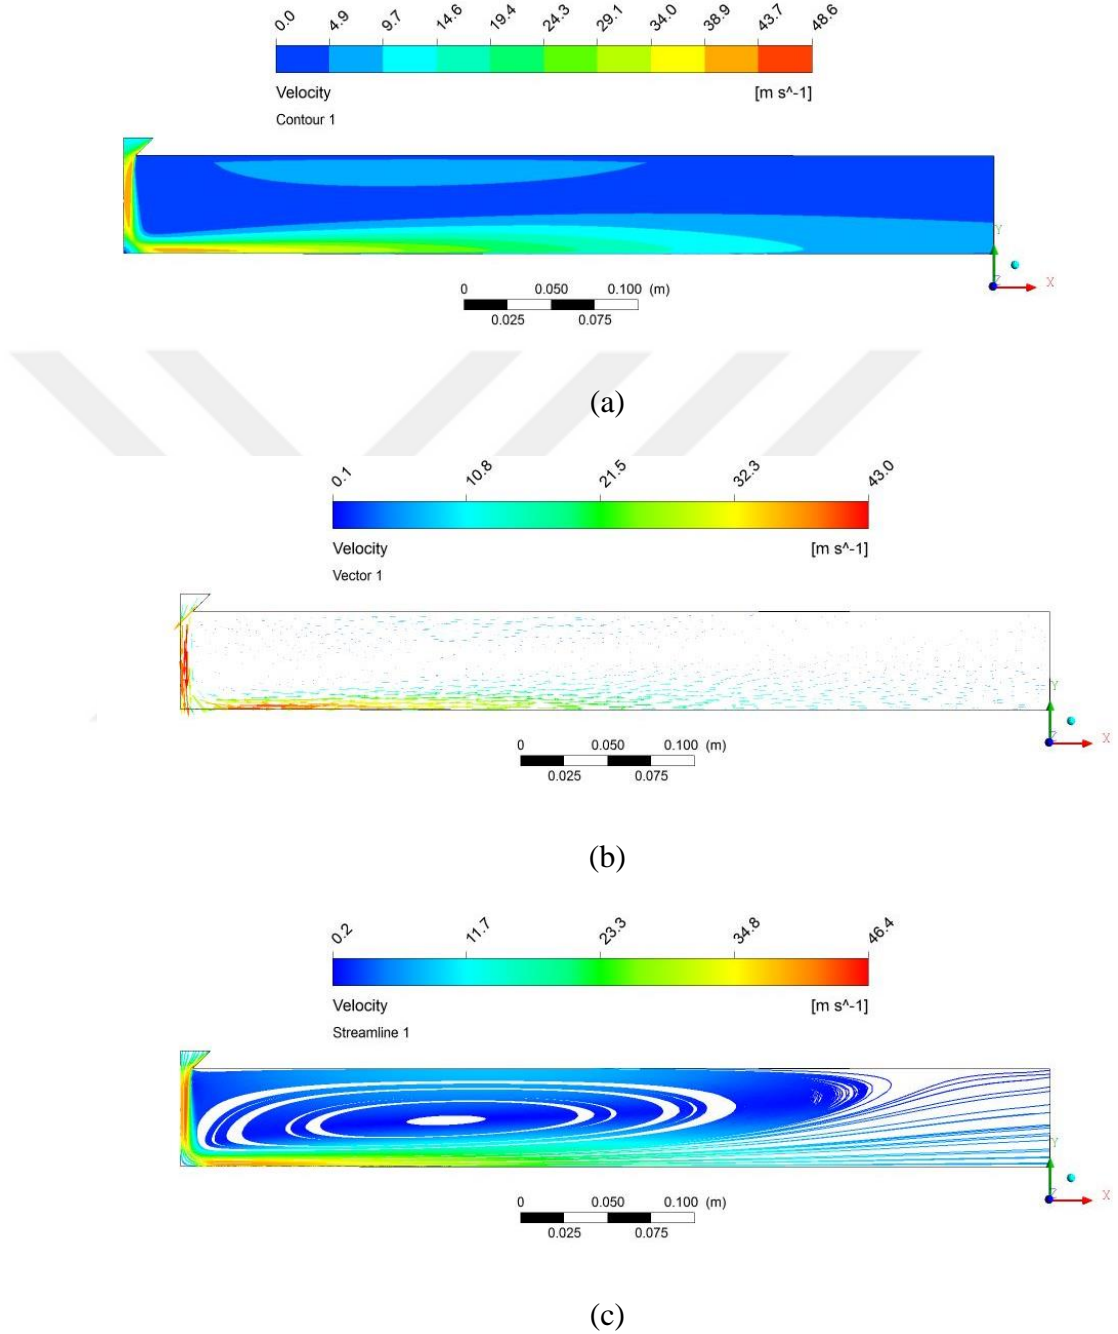 0.0 4.9 9.7 14.6 19.4 24.3 29.1 34.0 38.9 43.7 48.6
Velocity [m s^-1]
Contour 1
Y
Z
X
0 0.050 0.100 (m)
0.025 0.075
(a)
0.1 10.8 21.5 32.3 43.0
Velocity [m s^-1]
Vector 1
Y
Z
X
0 0.050 0.100 (m)
0.025 0.075
(b)
0.2 11.7 23.3 34.8 46.4
Velocity [m s^-1]
Streamline 1
Y
Z
X
0 0.050 0.100 (m)
0.025 0.075
(c)